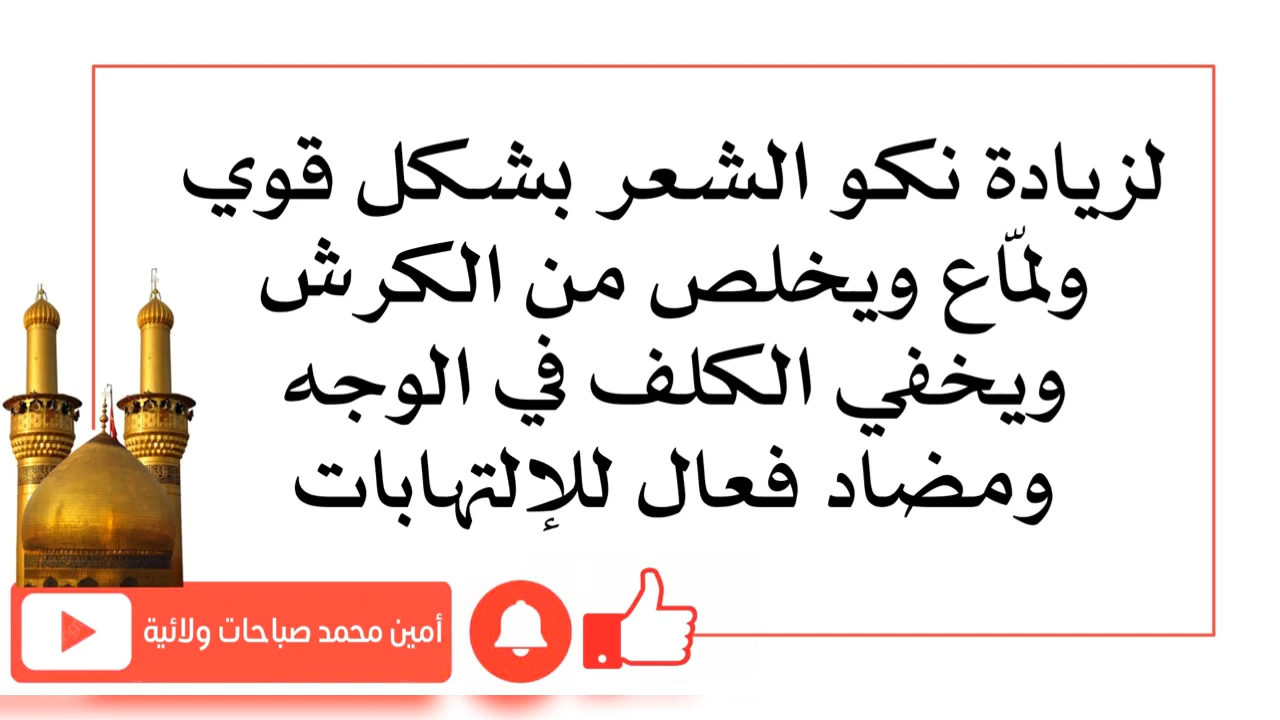 لزيادة نكو الشعر بشكل قوي
ولمّاع ويخلص من الكرش
ويخفي الكلف في الوجه
ومضاد فعال للإلتهابات
أمين محمد صباحات ولائية